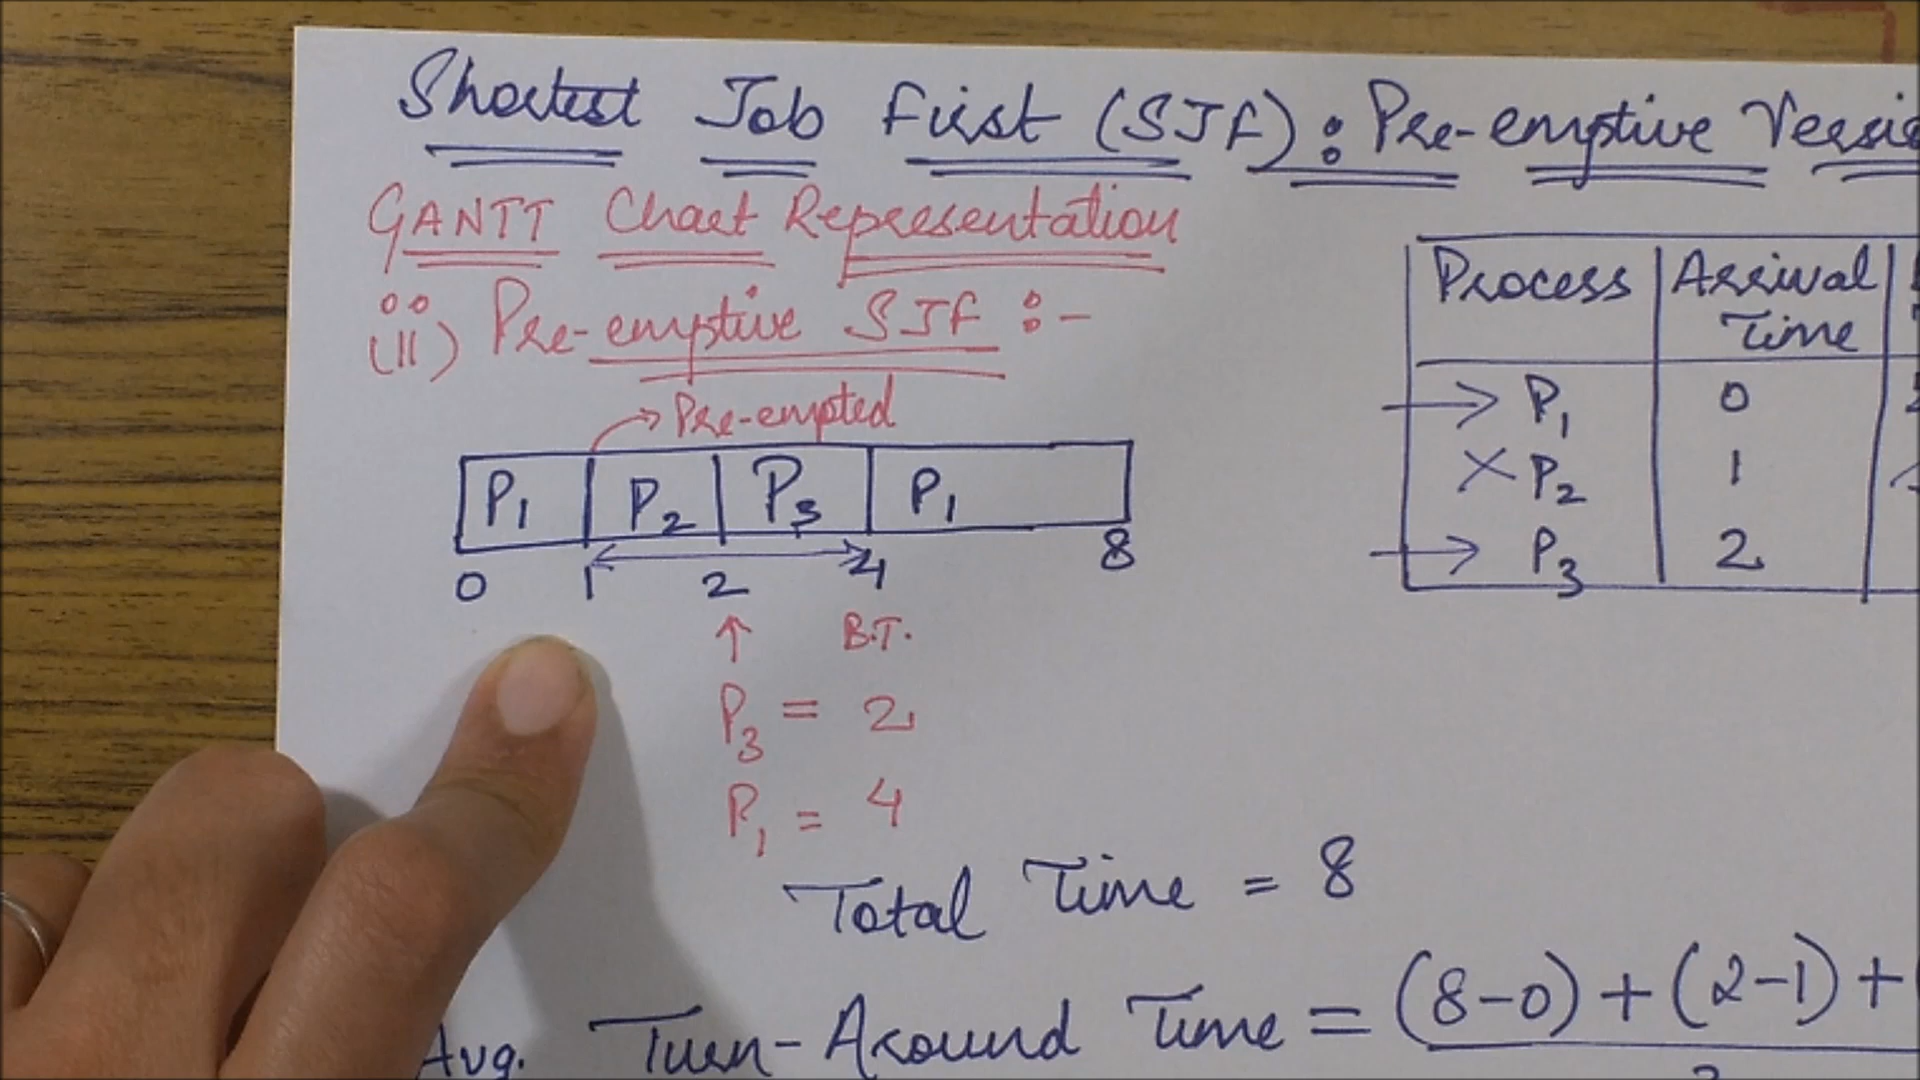 Shortest Job First (SJF) : Pre-emptive
GANTT Chart Representation
(ii) Pre-emptive SJF :-
Pre-empted
P1 P2 P3 P1
0 1 2 4 8
B.T.
P3 = 2
P1 = 4
Process Arrival Time
P1 0
P2 1
P3 2
Total Time = 8
Avg. Turn-Around Time = (8-0) + (2-1) +